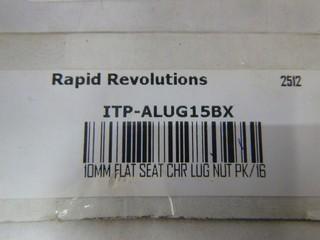 Rapid Revolutions 2512
ITP-ALUG15BX
10MM FLAT SEAT CHR LUG NUT PK/16